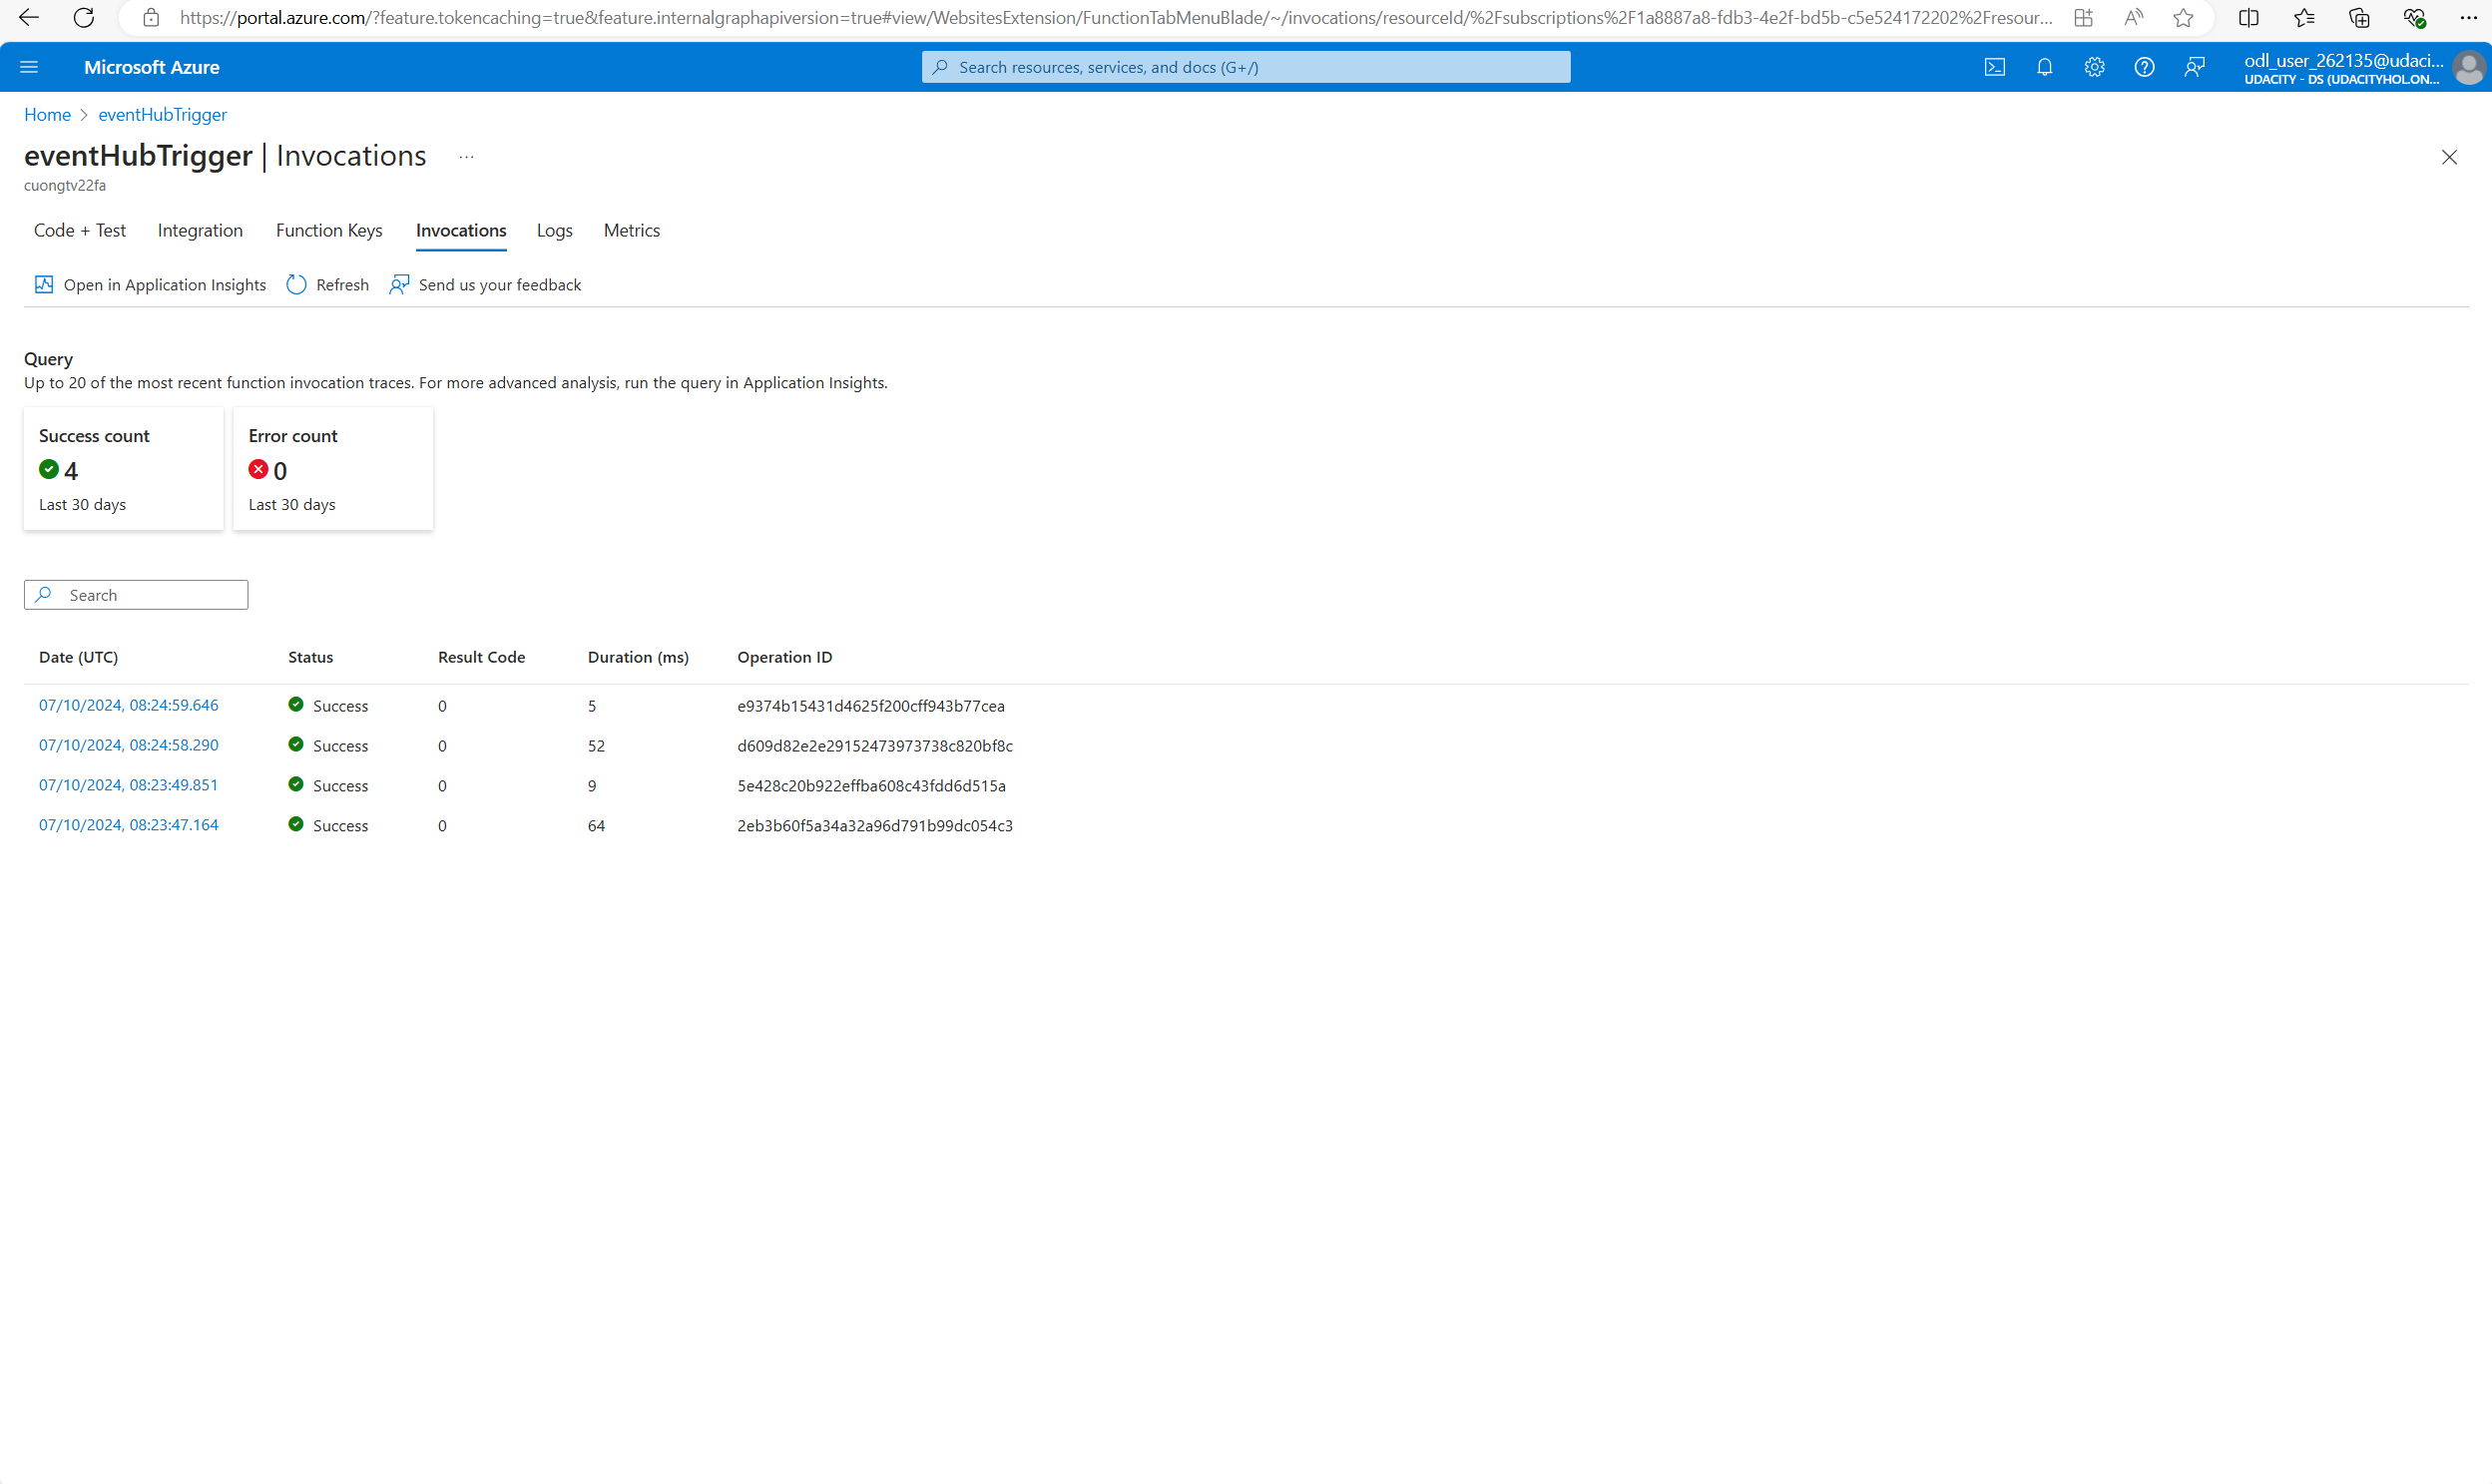 https://portal.azure.com/?feature.tokencaching=true&feature.internalgraphapiversion=true#view/WebsitesExtension/FunctionTabMenuBlade/~/invocations/resourceId/%2Fsubscriptions%2F1a8887a8-fdb3-4e2f-bd5b-c5e524172202%2Fresour...
Microsoft Azure
Search resources, services, and docs (G+/)
odl_user_262135@udaci...
UDACITY - DS (UDACITYHOL.ON...
Home > eventHubTrigger
eventHubTrigger | Invocations ...
cuongtv22fa
Code + Test Integration Function Keys Invocations Logs Metrics
Open in Application Insights Refresh Send us your feedback
Query
Up to 20 of the most recent function invocation traces. For more advanced analysis, run the query in Application Insights.
Success count
4
Last 30 days
Error count
0
Last 30 days
Search
Date (UTC) Status Result Code Duration (ms) Operation ID
07/10/2024, 08:24:59.646 Success 0 5 e9374b15431d4625f200cff943b77cea
07/10/2024, 08:24:58.290 Success 0 52 d609d82e2e29152473973738c820bf8c
07/10/2024, 08:23:49.851 Success 0 9 5e428c20b922effba608c43fdd6d515a
07/10/2024, 08:23:47.164 Success 0 64 2eb3b60f5a34a32a96d791b99dc054c3